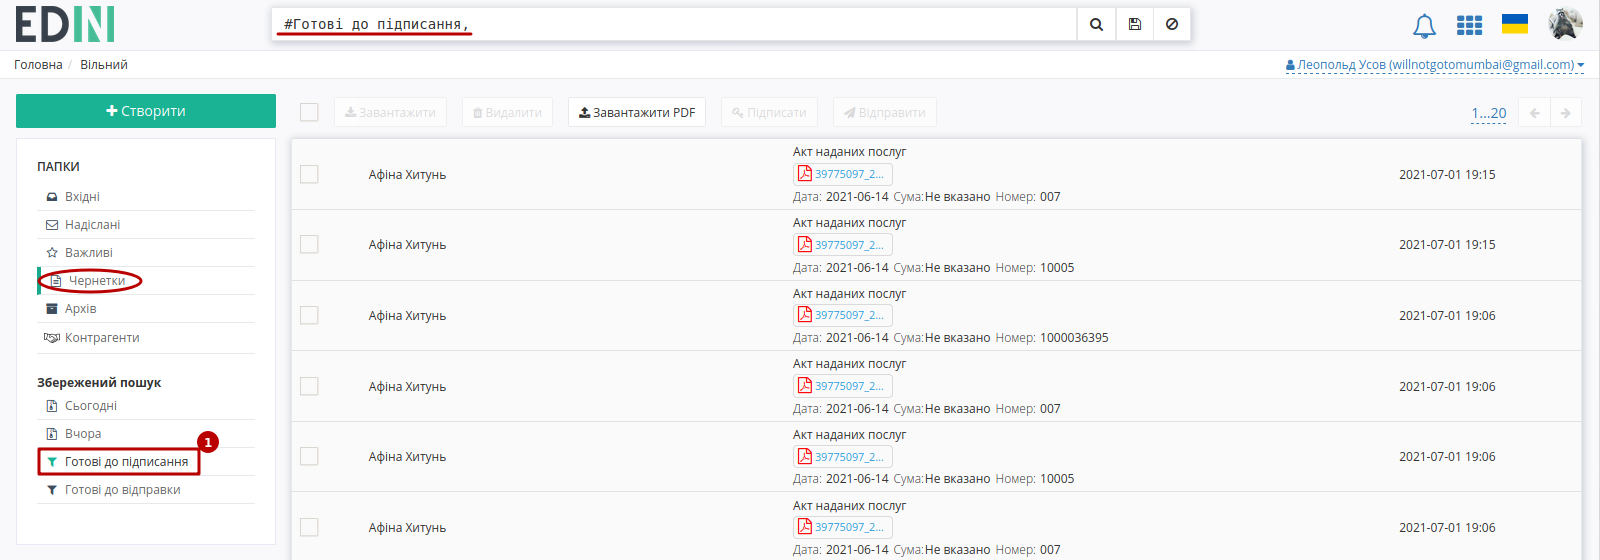 EDIN
#Готові до підписання,
Головна / Вільний
Леопольд Усов (willnotgotomumbai@gmail.com)
Створити
Завантажити Видалити Завантажити PDF Підписати Відправити 1...20
ПАПКИ
Вхідні
Надіслані
Важливі
Чернетки
Архів
Контрагенти
Збережений пошук
Сьогодні
Вчора
1
Готові до підписання
Готові до відправки
Акт наданих послуг
Афіна Хитунь 39775097_2... 2021-07-01 19:15
Дата: 2021-06-14 Сума:Не вказано Номер: 007
Акт наданих послуг
Афіна Хитунь 39775097_2... 2021-07-01 19:15
Дата: 2021-06-14 Сума:Не вказано Номер: 10005
Акт наданих послуг
Афіна Хитунь 39775097_2... 2021-07-01 19:06
Дата: 2021-06-14 Сума:Не вказано Номер: 1000036395
Акт наданих послуг
Афіна Хитунь 39775097_2... 2021-07-01 19:06
Дата: 2021-06-14 Сума:Не вказано Номер: 007
Акт наданих послуг
Афіна Хитунь 39775097_2... 2021-07-01 19:06
Дата: 2021-06-14 Сума:Не вказано Номер: 10005
Акт наданих послуг
Афіна Хитунь 39775097_2... 2021-07-01 19:06
Дата: 2021-06-14 Сума:Не вказано Номер: 007